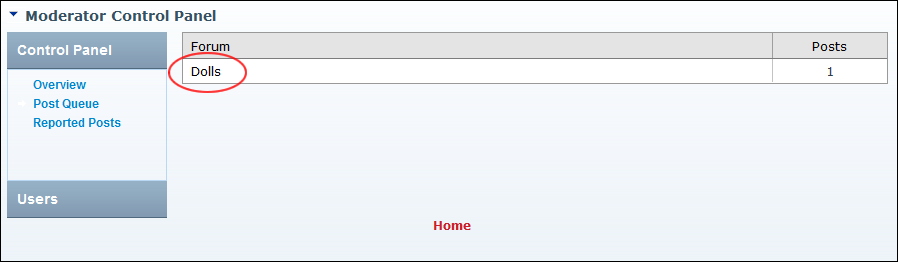 Moderator Control Panel
Control Panel
Overview
Post Queue
Reported Posts
Users
Forum Posts
Dolls 1
Home